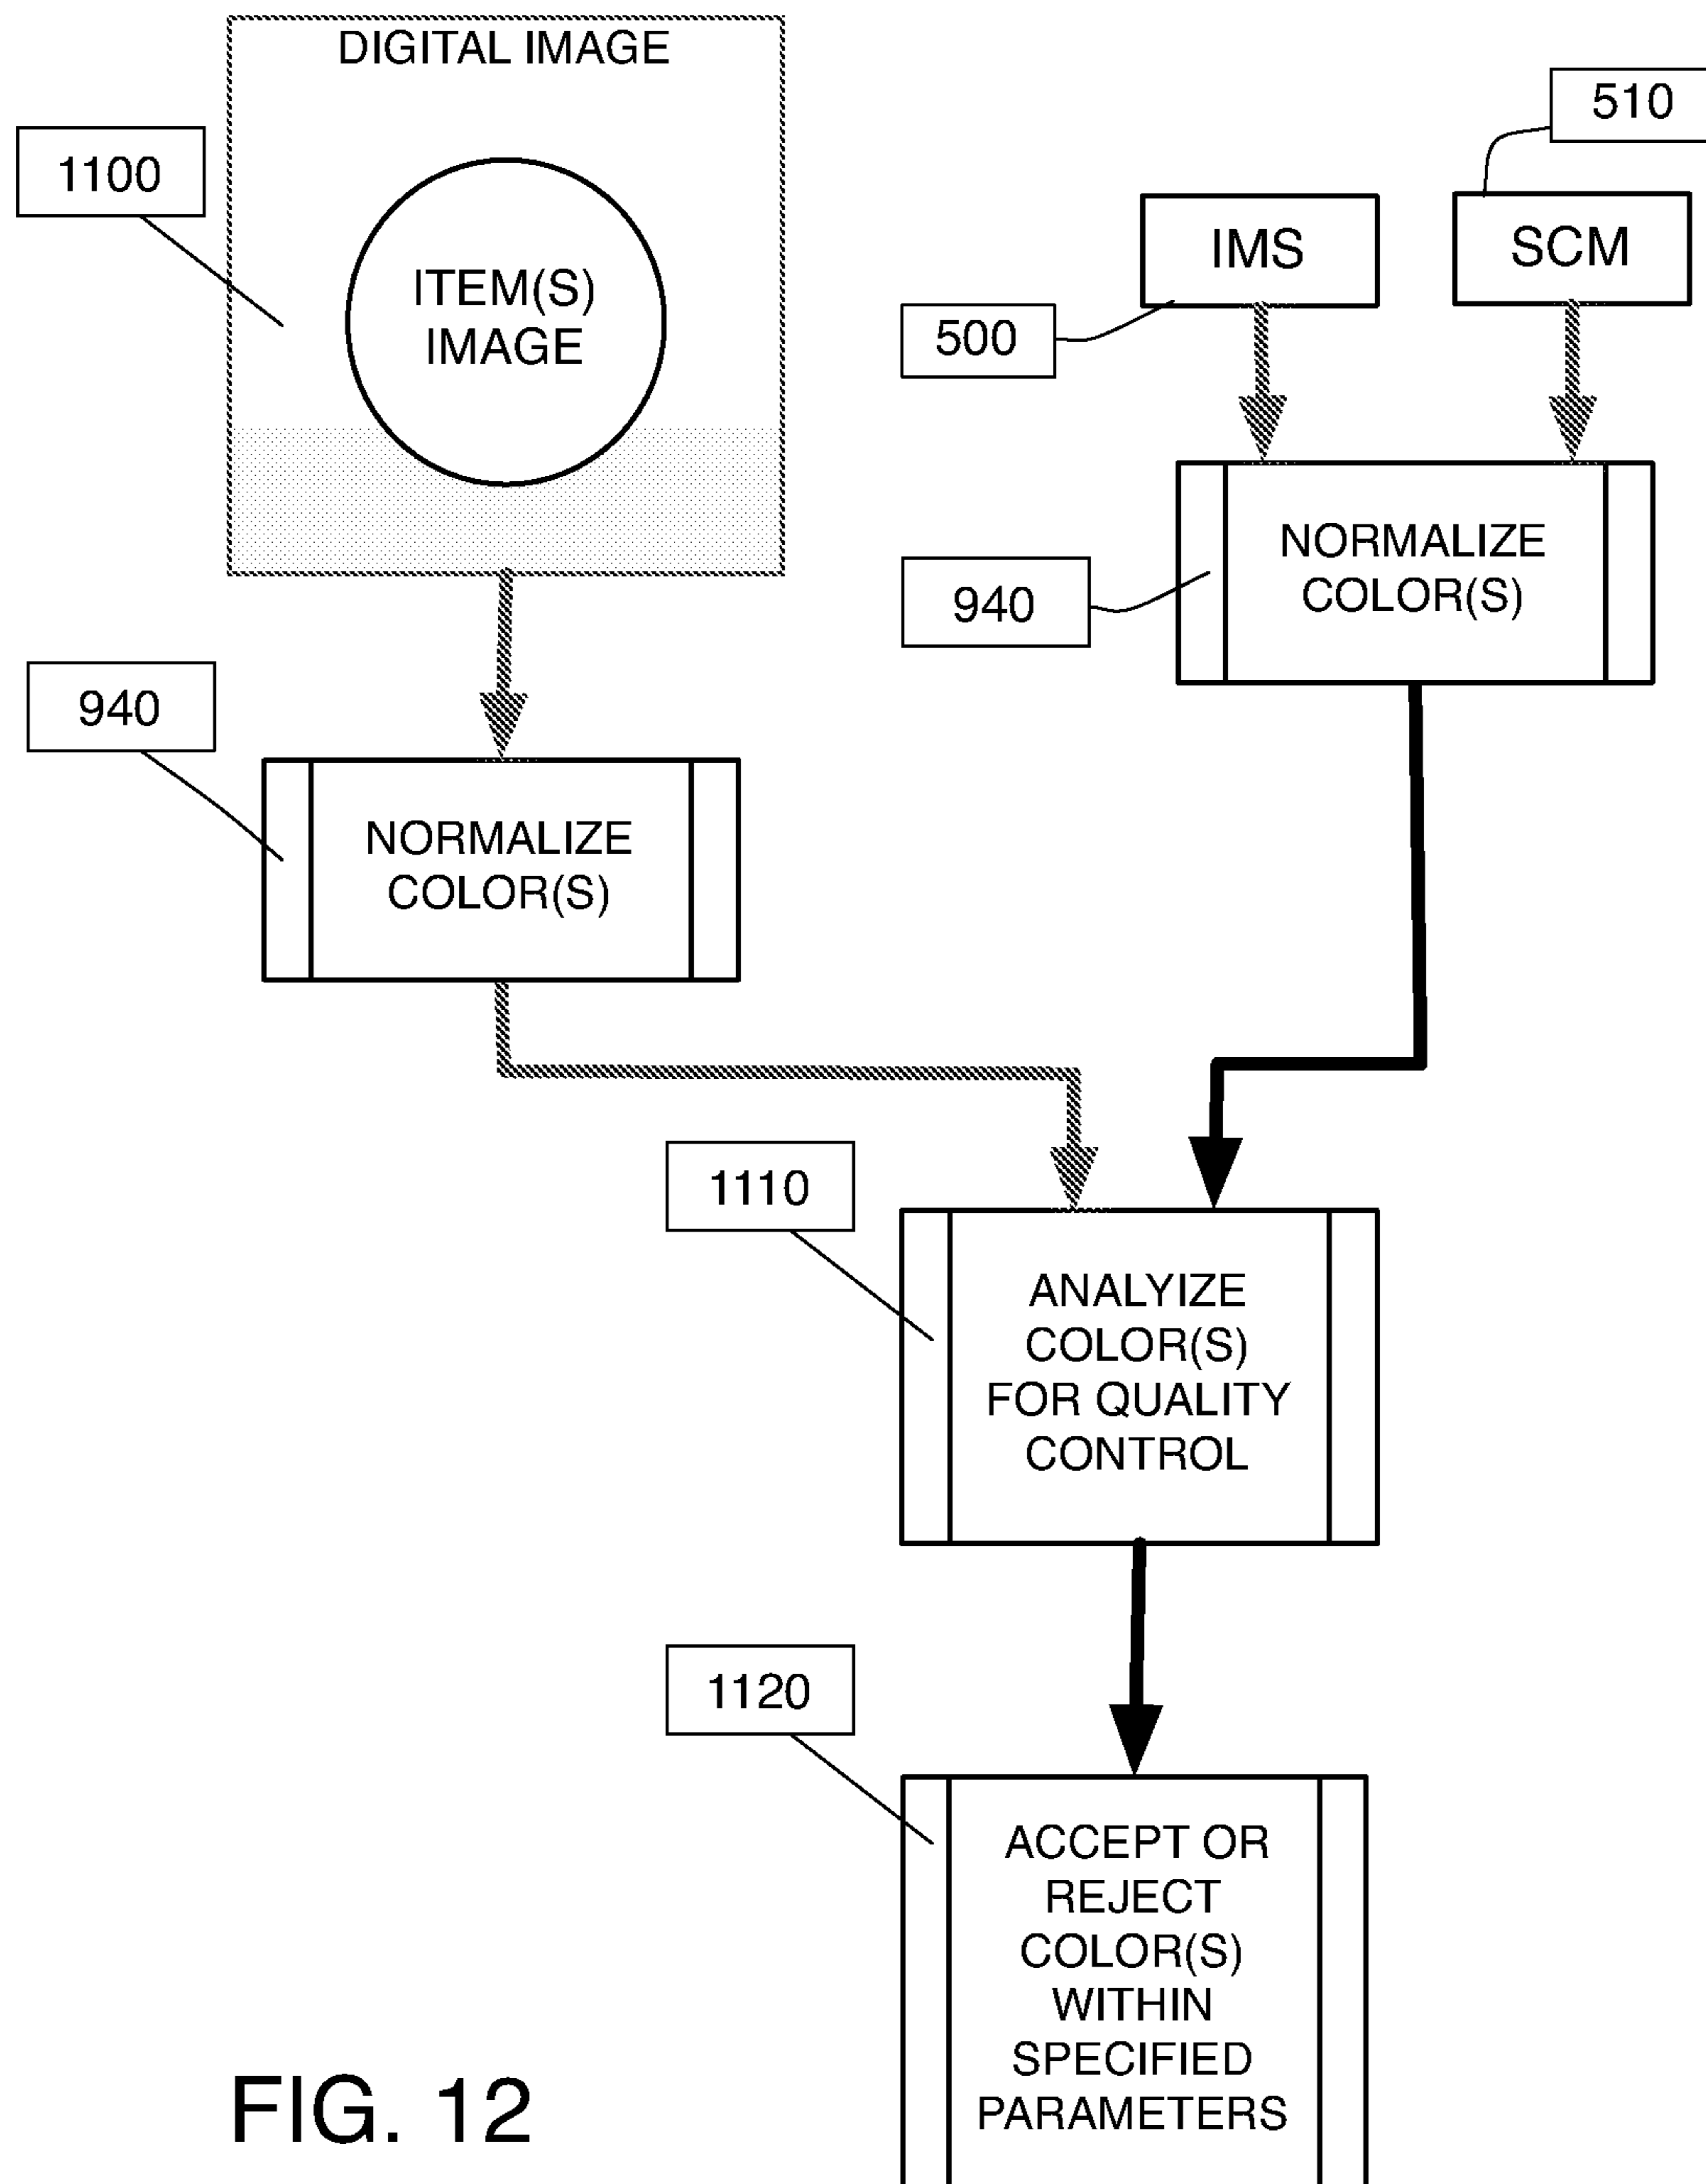 DIGITAL IMAGE
1100
ITEM(S)
IMAGE
510
IMS
SCM
500
NORMALIZE
COLOR(S)
940
940
NORMALIZE
COLOR(S)
1110
ANALYIZE
COLOR(S)
FOR QUALITY
CONTROL
1120
ACCEPT OR
REJECT
COLOR(S)
WITHIN
SPECIFIED
PARAMETERS
FIG. 12